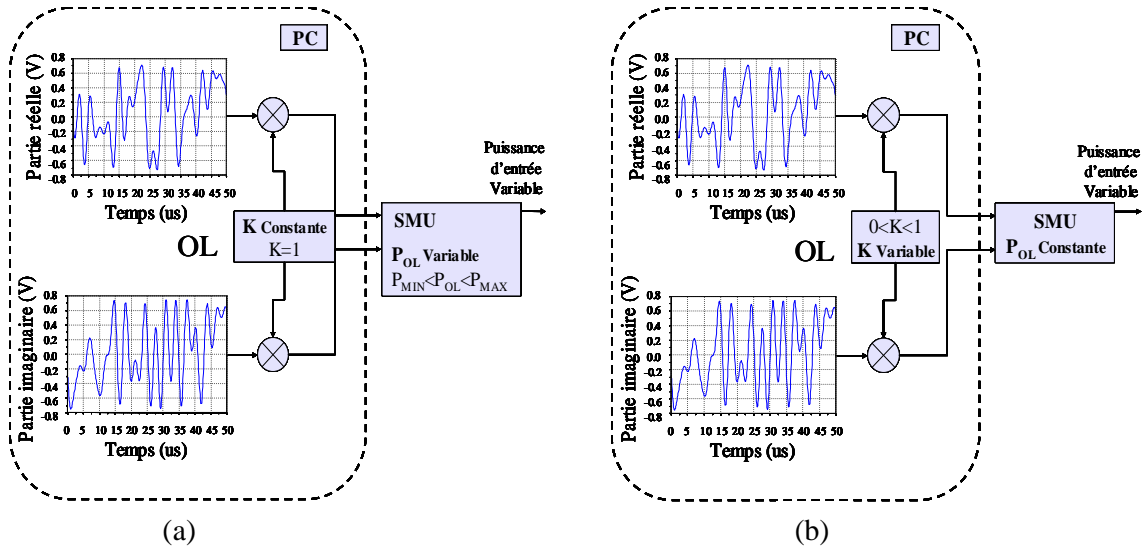 PC
Partie réelle (V)
0.8
0.6
0.4
0.2
0.0
-0.2
-0.4
-0.6
-0.8
0 5 10 15 20 25 30 35 40 45 50
Temps (us)
OL
K Constante
K=1
SMU
P_OL Variable
P_MIN<P_OL<P_MAX
Puissance
d'entrée
Variable
Partie imaginaire (V)
0.8
0.6
0.4
0.2
0.0
-0.2
-0.4
-0.6
-0.8
0 5 10 15 20 25 30 35 40 45 50
Temps (us)
(a)
PC
Partie réelle (V)
0.8
0.6
0.4
0.2
0.0
-0.2
-0.4
-0.6
-0.8
0 5 10 15 20 25 30 35 40 45 50
Temps (us)
OL
0<K<1
K Variable
SMU
P_OL Constante
Puissance
d'entrée
Variable
Partie imaginaire (V)
0.8
0.6
0.4
0.2
0.0
-0.2
-0.4
-0.6
-0.8
0 5 10 15 20 25 30 35 40 45 50
Temps (us)
(b)